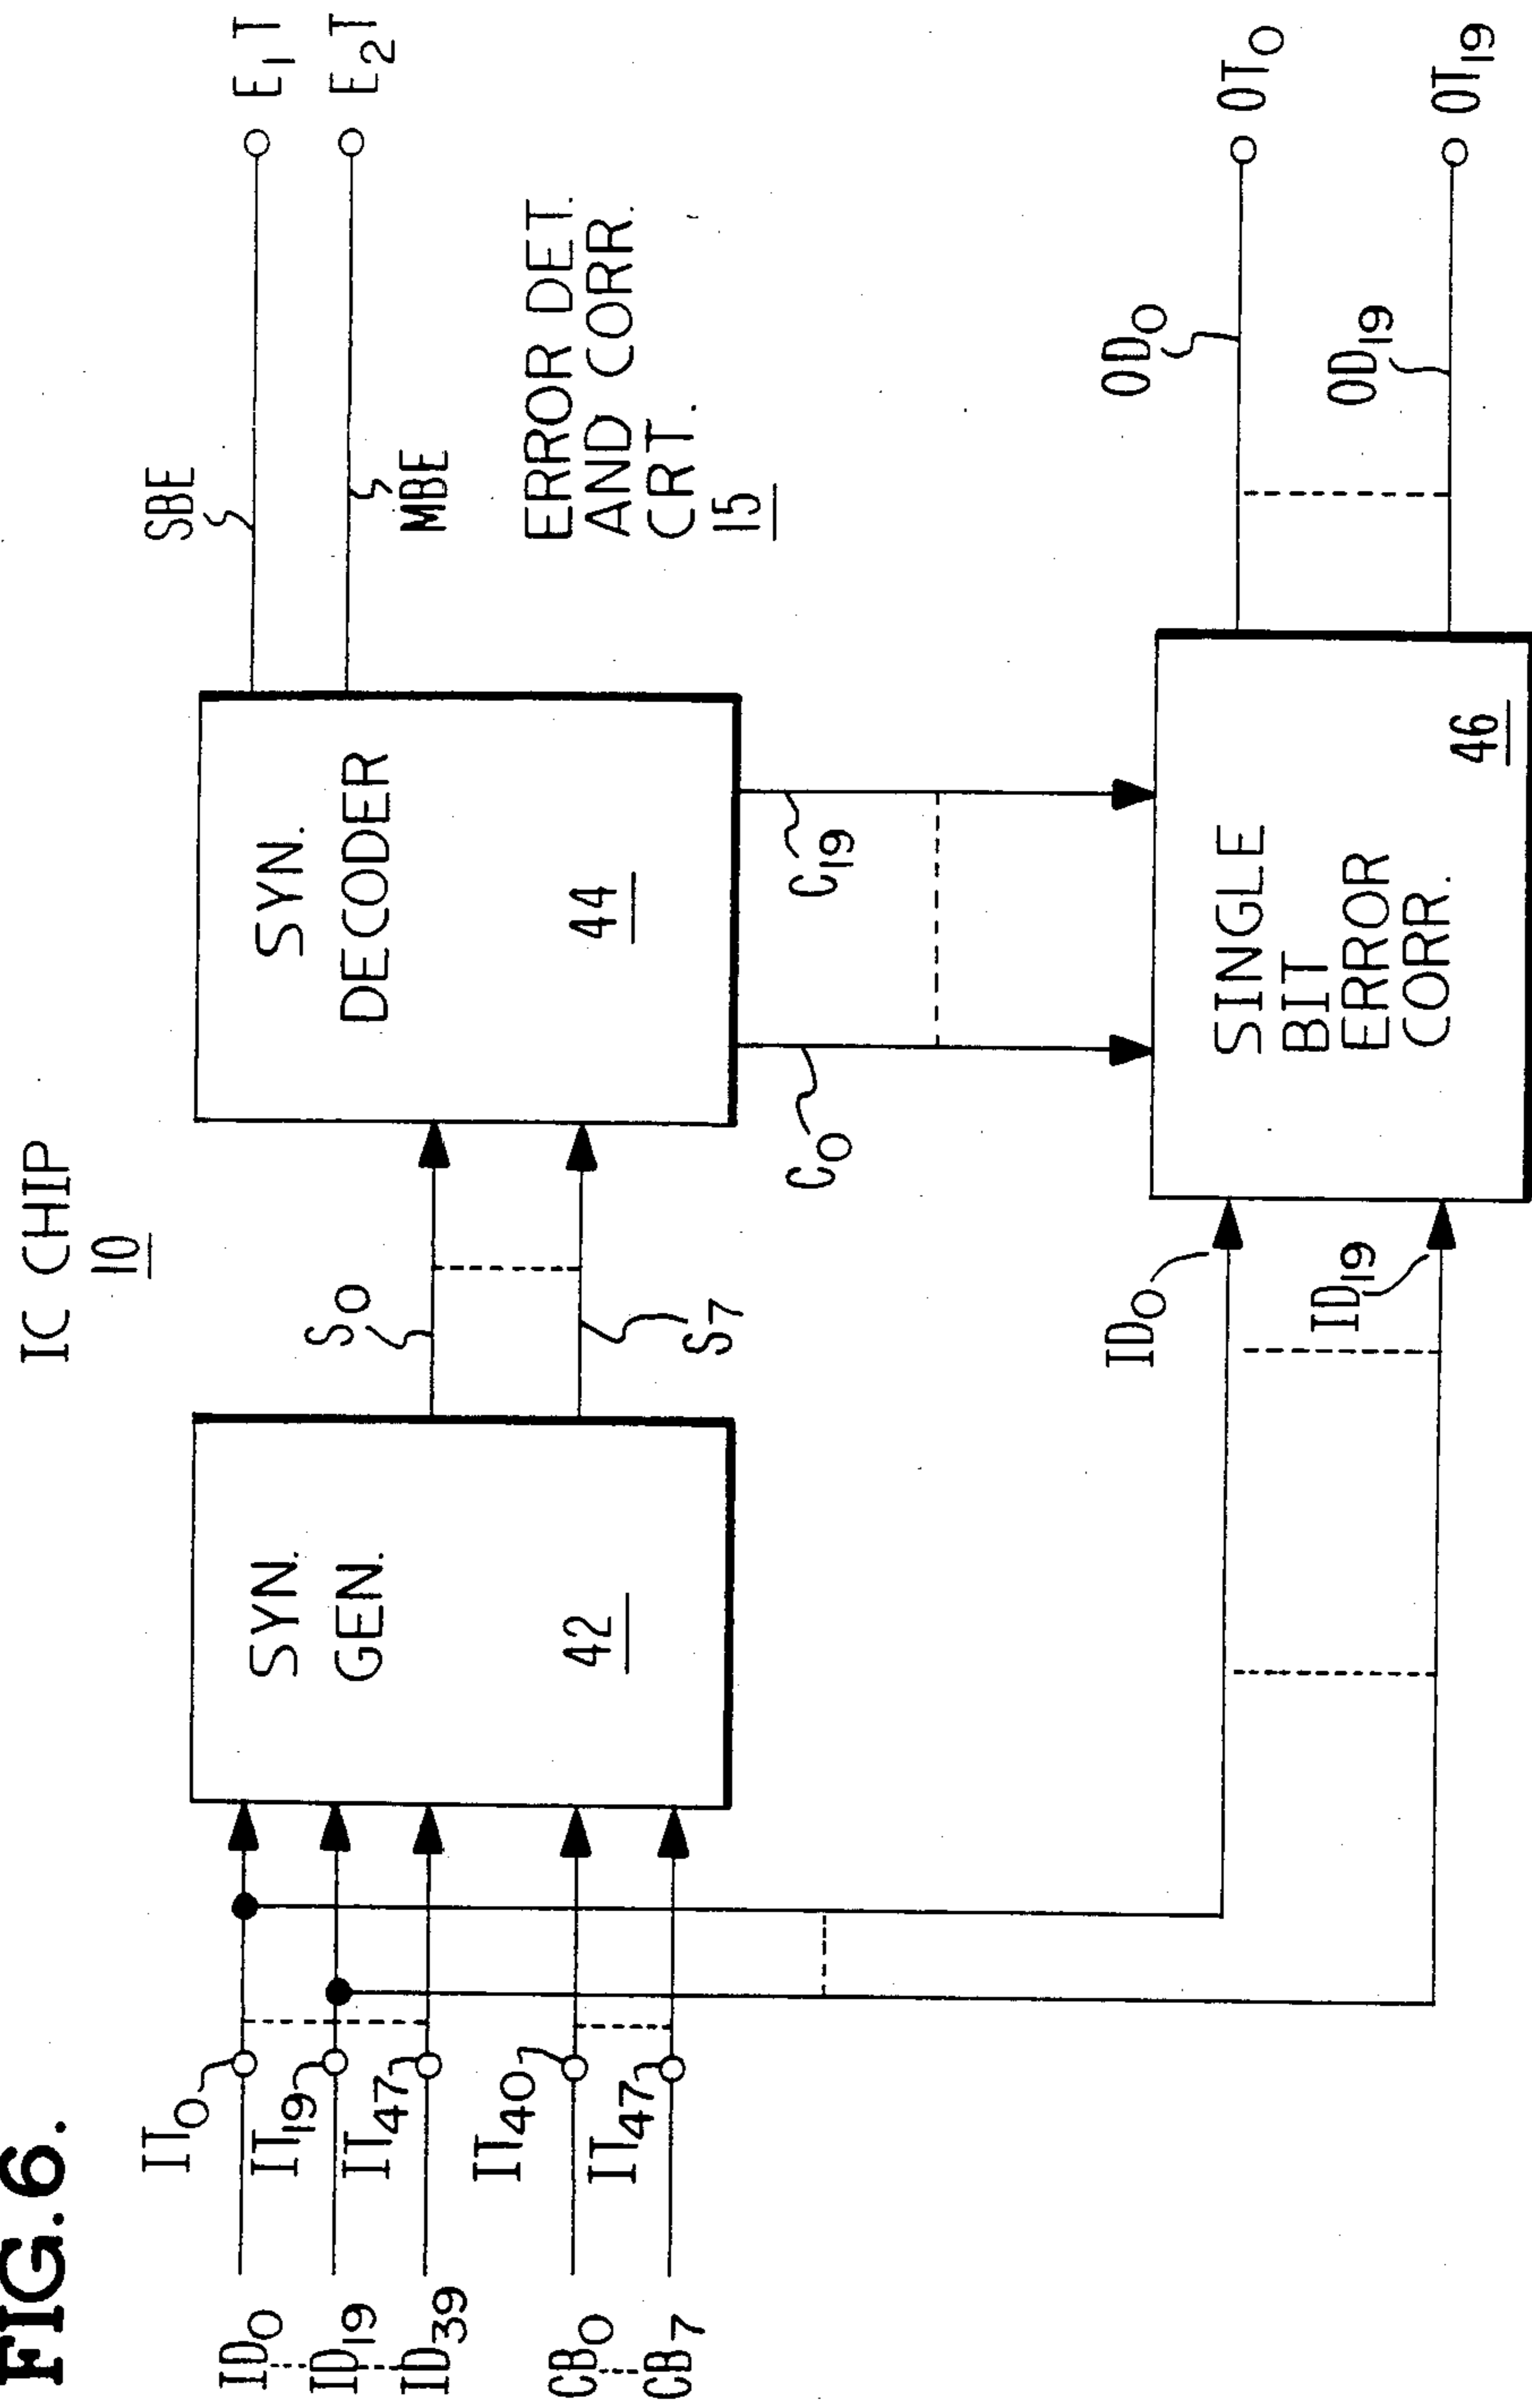 FIG. 6.
IC CHIP
10
ID0
ID19
ID39
CB0
CB7
IT0
IT19
IT47
IT40
IT47
SYN.
GEN.
42
S0
S7
SYN.
DECODER
44
SBE
MBE
E1T
E2T
ERROR DET.
AND CORR.
CRT.
15
C0
C19
ID0
ID19
SINGLE
BIT
ERROR
CORR.
46
OD0
OD19
OT0
OT19